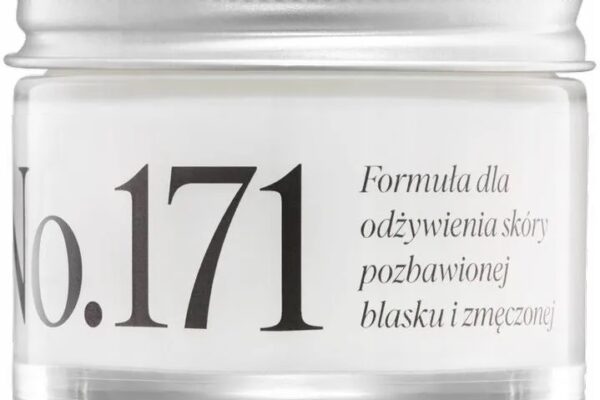 No.171
Formuła dla
odżywienia skóry
pozbawionej
blasku i zmęczonej